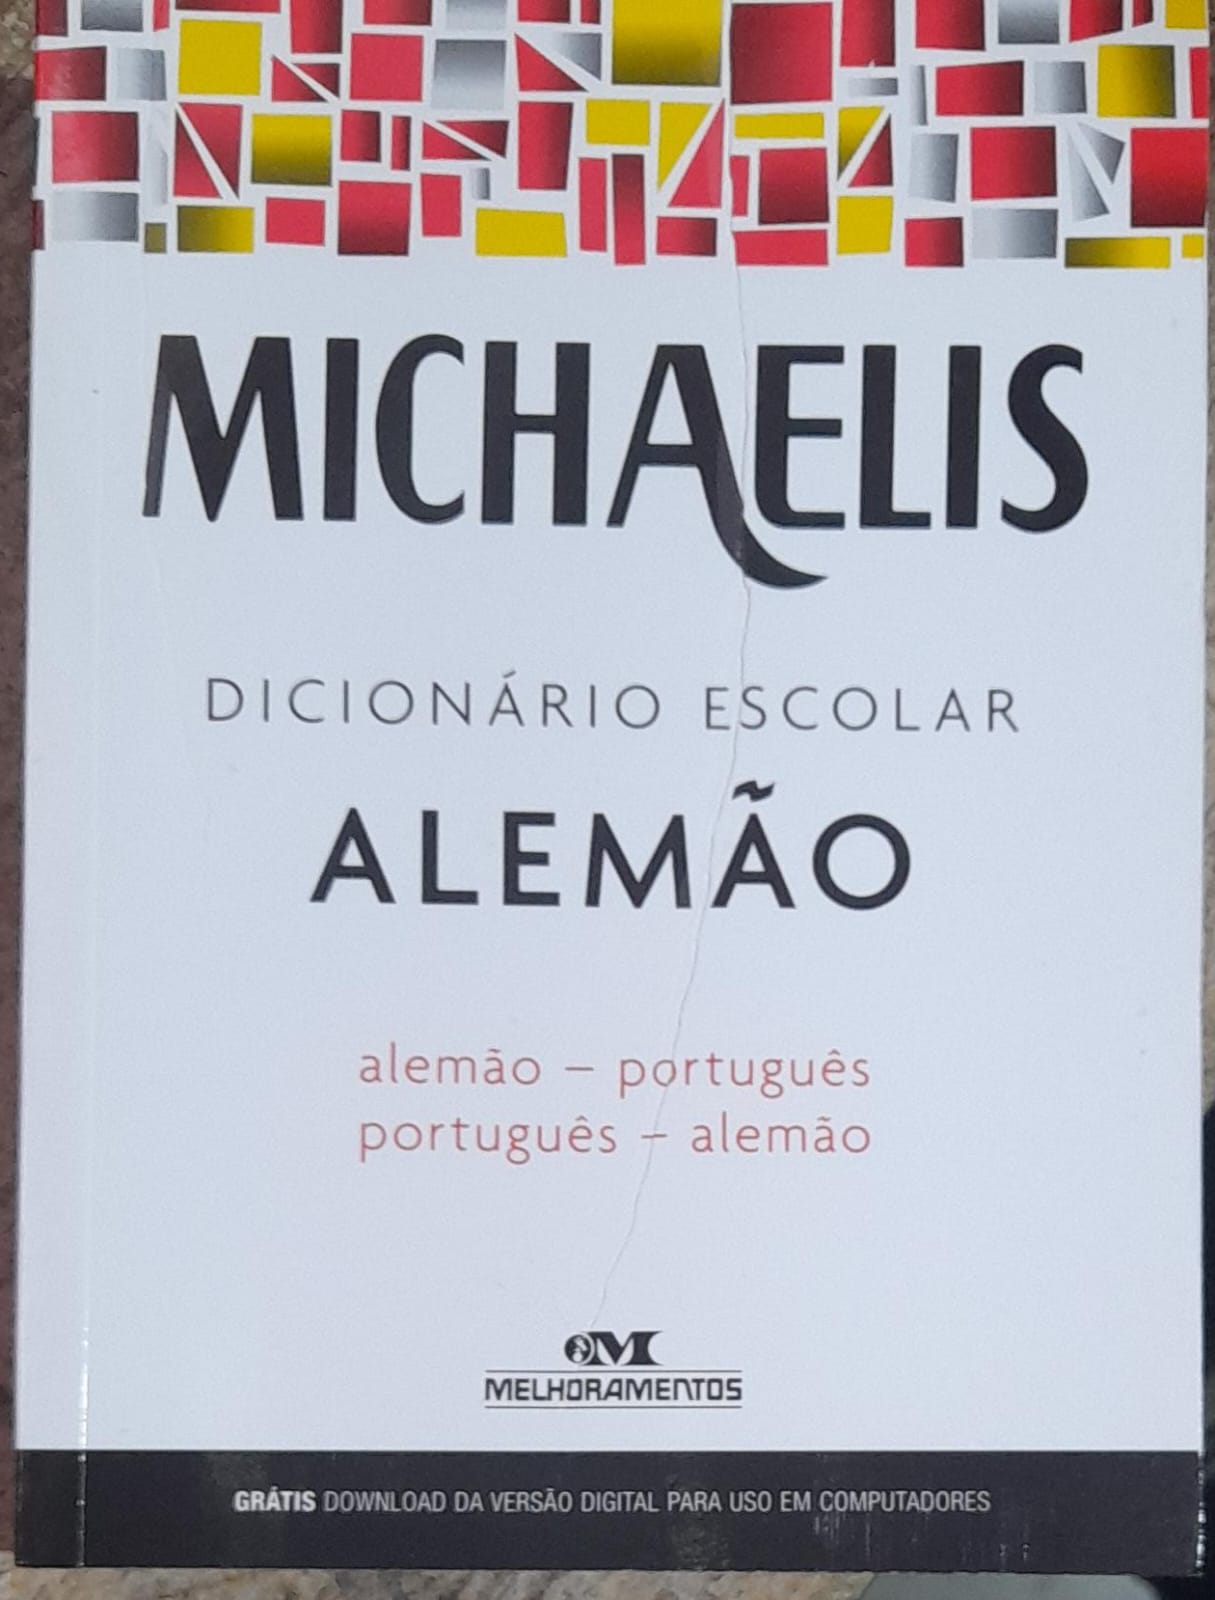 MICHAELIS
DICIONÁRIO ESCOLAR
ALEMÃO
alemão – português
português – alemão
M
MELHORAMENTOS
GRÁTIS DOWNLOAD DA VERSÃO DIGITAL PARA USO EM COMPUTADORES